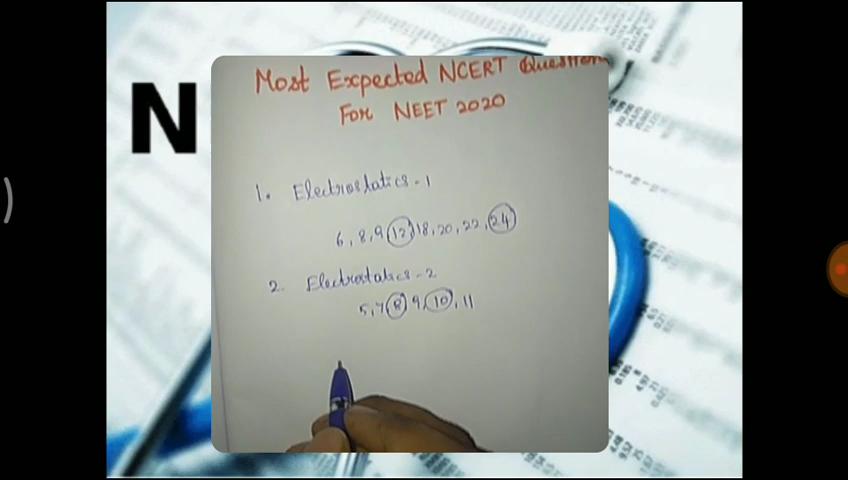 N
Most Expected NCERT Question
For NEET 2020
1. Electrostatics - 1
6, 8, 9, 12, 18, 20, 22, 24
2. Electrostatics - 2
5, 7, 8, 9, 10, 11